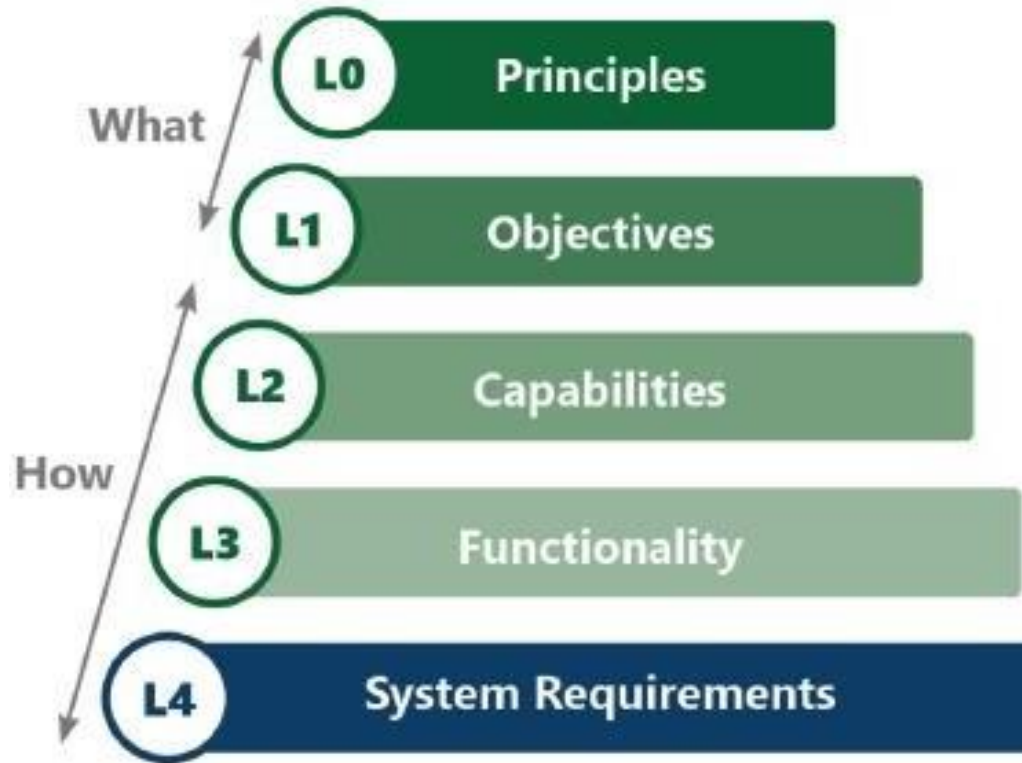 L0 Principles
What
L1 Objectives
L2 Capabilities
How
L3 Functionality
L4 System Requirements